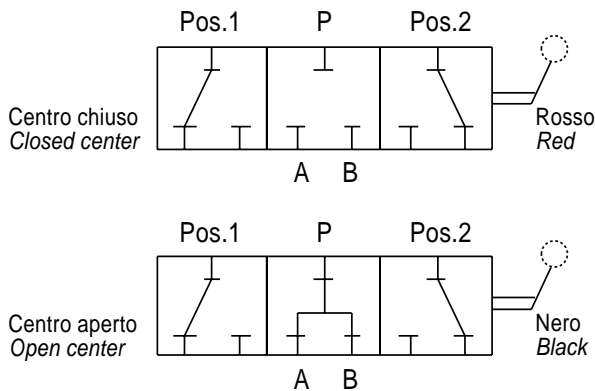 Pos.1 P Pos.2
Centro chiuso
Closed center
Rosso
Red
A B
Pos.1 P Pos.2
Centro aperto
Open center
Nero
Black
A B